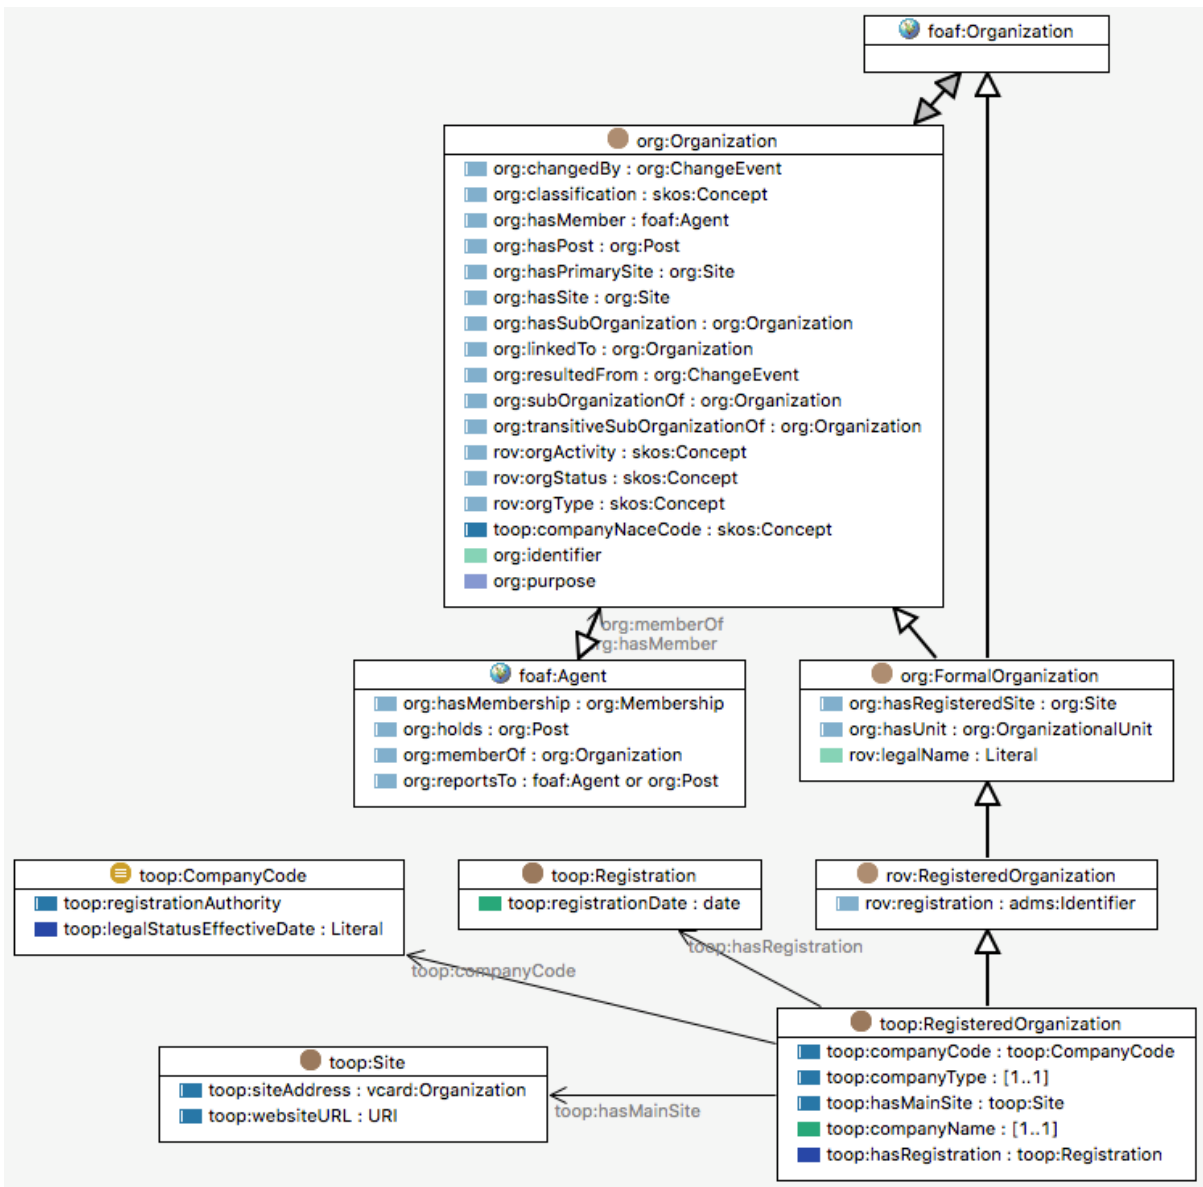 foaf:Organization
org:Organization
org:changedBy : org:ChangeEvent
org:classification : skos:Concept
org:hasMember : foaf:Agent
org:hasPost : org:Post
org:hasPrimarySite : org:Site
org:hasSite : org:Site
org:hasSubOrganization : org:Organization
org:linkedTo : org:Organization
org:resultedFrom : org:ChangeEvent
org:subOrganizationOf : org:Organization
org:transitiveSubOrganizationOf : org:Organization
rov:orgActivity : skos:Concept
rov:orgStatus : skos:Concept
rov:orgType : skos:Concept
toop:companyNaceCode : skos:Concept
org:identifier
org:purpose
org:memberOf
org:hasMember
foaf:Agent
org:hasMembership : org:Membership
org:holds : org:Post
org:memberOf : org:Organization
org:reportsTo : foaf:Agent or org:Post
org:FormalOrganization
org:hasRegisteredSite : org:Site
org:hasUnit : org:OrganizationalUnit
rov:legalName : Literal
toop:CompanyCode
toop:registrationAuthority
toop:legalStatusEffectiveDate : Literal
toop:Registration
toop:registrationDate : date
rov:RegisteredOrganization
rov:registration : adms:Identifier
toop:hasRegistration
toop:companyCode
toop:RegisteredOrganization
toop:companyCode : toop:CompanyCode
toop:companyType : [1..1]
toop:hasMainSite : toop:Site
toop:companyName : [1..1]
toop:hasRegistration : toop:Registration
toop:Site
toop:siteAddress : vcard:Organization
toop:websiteURL : URI
toop:hasMainSite